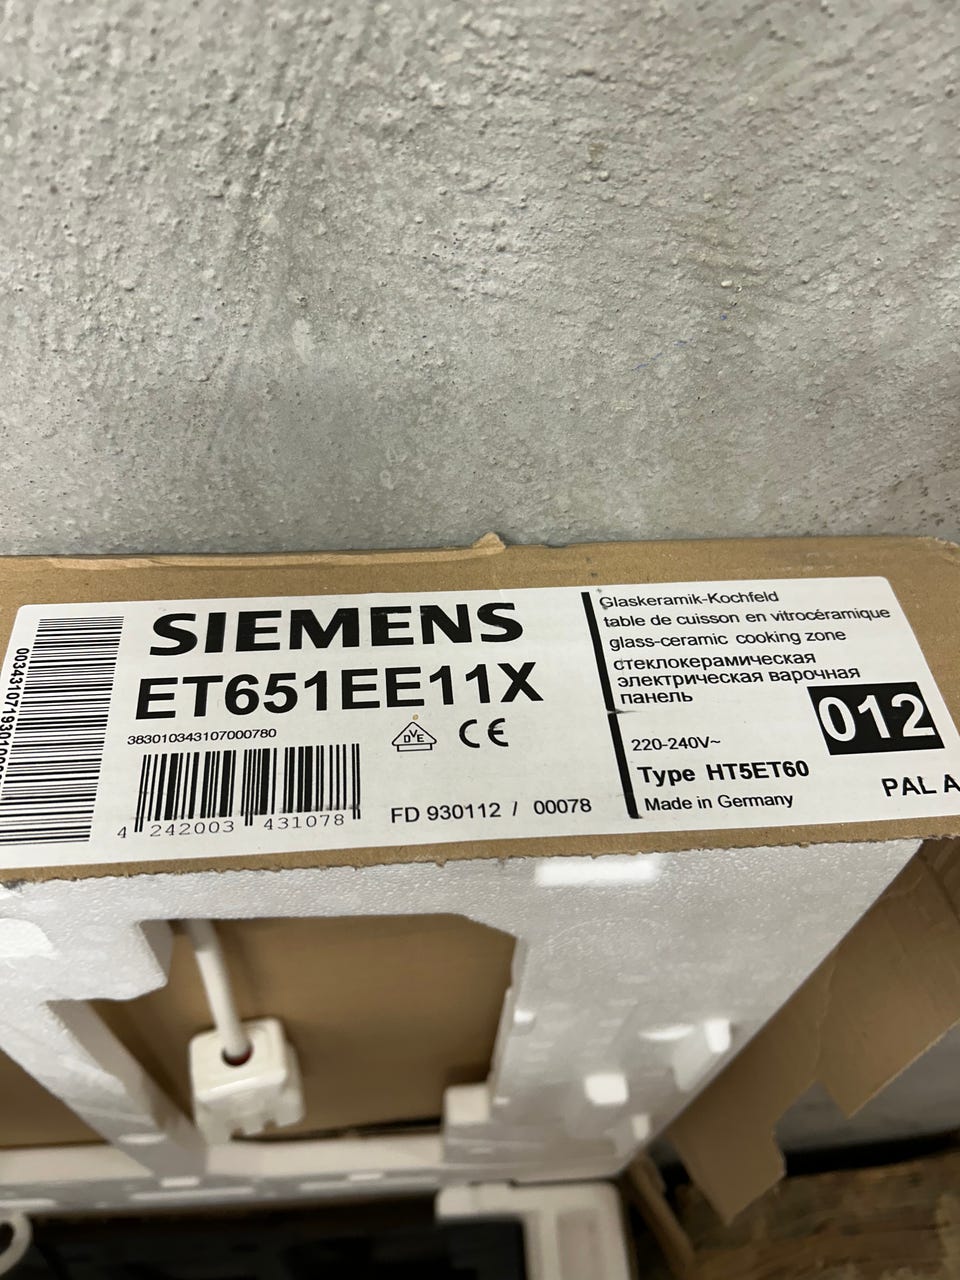 SIEMENS
ET651EE11X
383010343107000780
DVE CE
4 242003 431078
FD 930112 / 00078
Glaskeramik-Kochfeld
table de cuisson en vitrocéramique
glass-ceramic cooking zone
стеклокерамическая
электрическая варочная
панель
012
220-240V~
Type HT5ET60
PAL A
Made in Germany